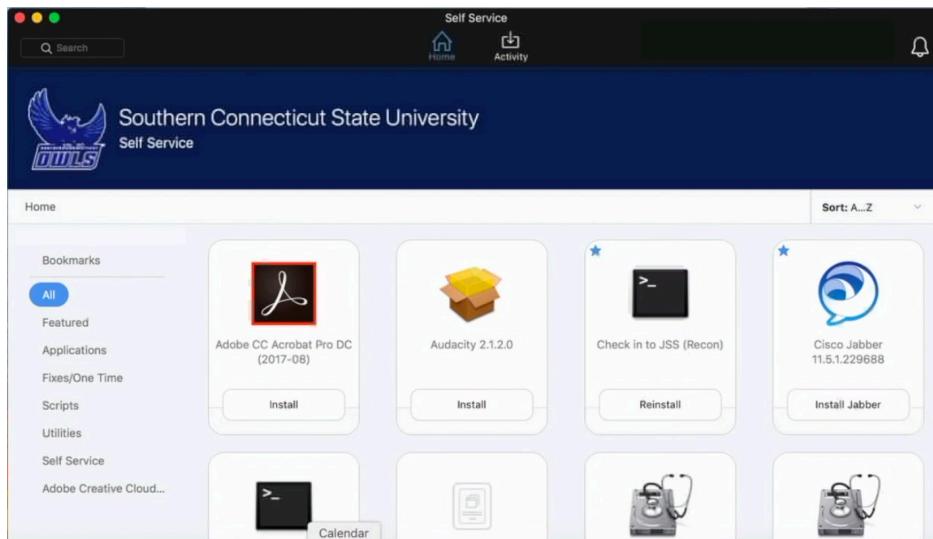 Self Service
Search
Home
Activity
Southern Connecticut State University
Self Service
OWLS
Home
Sort: A...Z
Bookmarks
All
Featured
Applications
Fixes/One Time
Scripts
Utilities
Self Service
Adobe Creative Cloud...
Adobe CC Acrobat Pro DC
(2017-08)
Install
Audacity 2.1.2.0
Install
>_
Check in to JSS (Recon)
Reinstall
Cisco Jabber
11.5.1.229688
Install Jabber
>_
Calendar